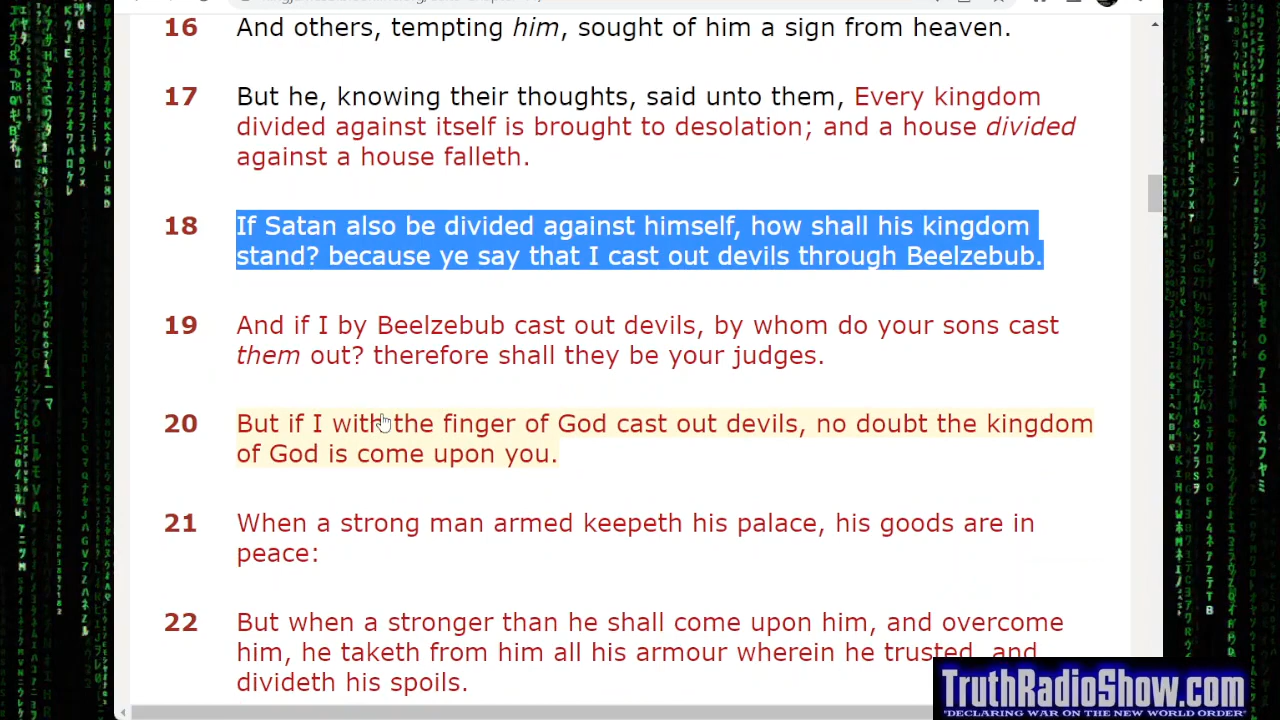 16 And others, tempting him, sought of him a sign from heaven.
17 But he, knowing their thoughts, said unto them, Every kingdom
divided against itself is brought to desolation; and a house divided
against a house falleth.
18 If Satan also be divided against himself, how shall his kingdom
stand? because ye say that I cast out devils through Beelzebub.
19 And if I by Beelzebub cast out devils, by whom do your sons cast
them out? therefore shall they be your judges.
20 But if I with the finger of God cast out devils, no doubt the kingdom
of God is come upon you.
21 When a strong man armed keepeth his palace, his goods are in
peace:
22 But when a stronger than he shall come upon him, and overcome
him, he taketh from him all his armour wherein he trusted, and
divideth his spoils.
TruthRadioShow.com
"DECLARING WAR ON THE NEW WORLD ORDER"